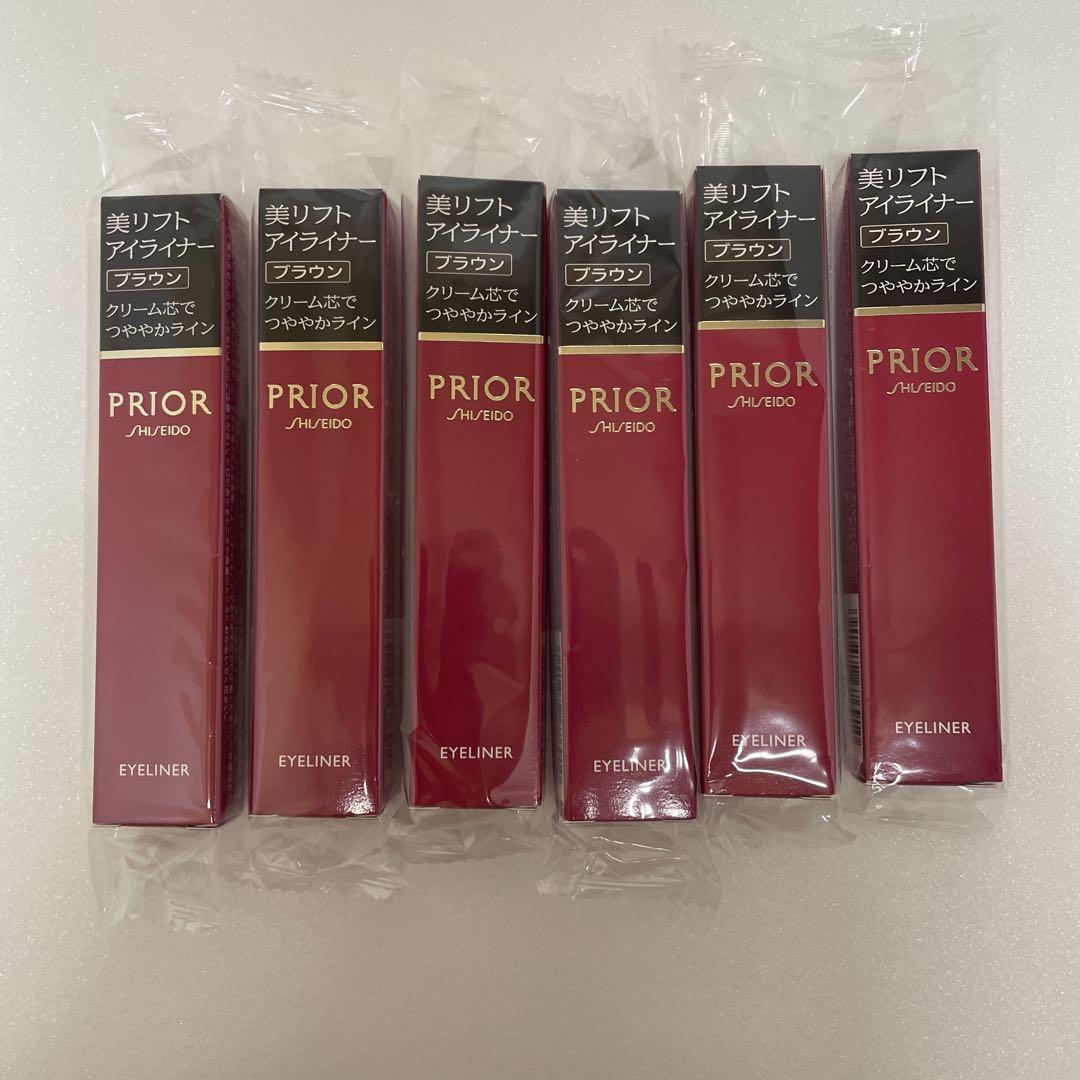 美リフト
アイライナー
ブラウン
クリーム芯で
つややかライン
PRIOR
SHISEIDO
EYELINER
美リフト
アイライナー
ブラウン
クリーム芯で
つややかライン
PRIOR
SHISEIDO
EYELINER
美リフト
アイライナー
ブラウン
クリーム芯で
つややかライン
PRIOR
SHISEIDO
EYELINER
美リフト
アイライナー
ブラウン
クリーム芯で
つややかライン
PRIOR
SHISEIDO
EYELINER
美リフト
アイライナー
ブラウン
クリーム芯で
つややかライン
PRIOR
SHISEIDO
EYELINER
美リフト
アイライナー
ブラウン
クリーム芯で
つややかライン
PRIOR
SHISEIDO
EYELINER